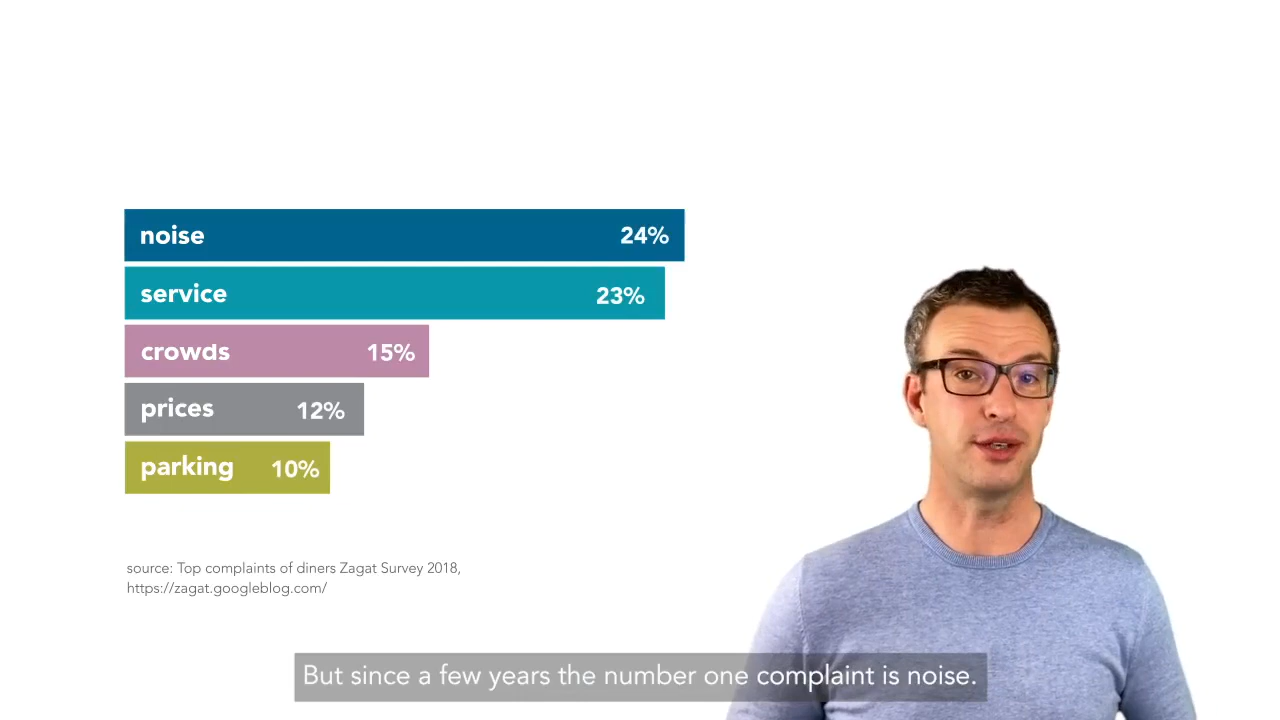 noise 24%
service 23%
crowds 15%
prices 12%
parking 10%
source: Top complaints of diners Zagat Survey 2018,
https://zagat.googleblog.com/
But since a few years the number one complaint is noise.